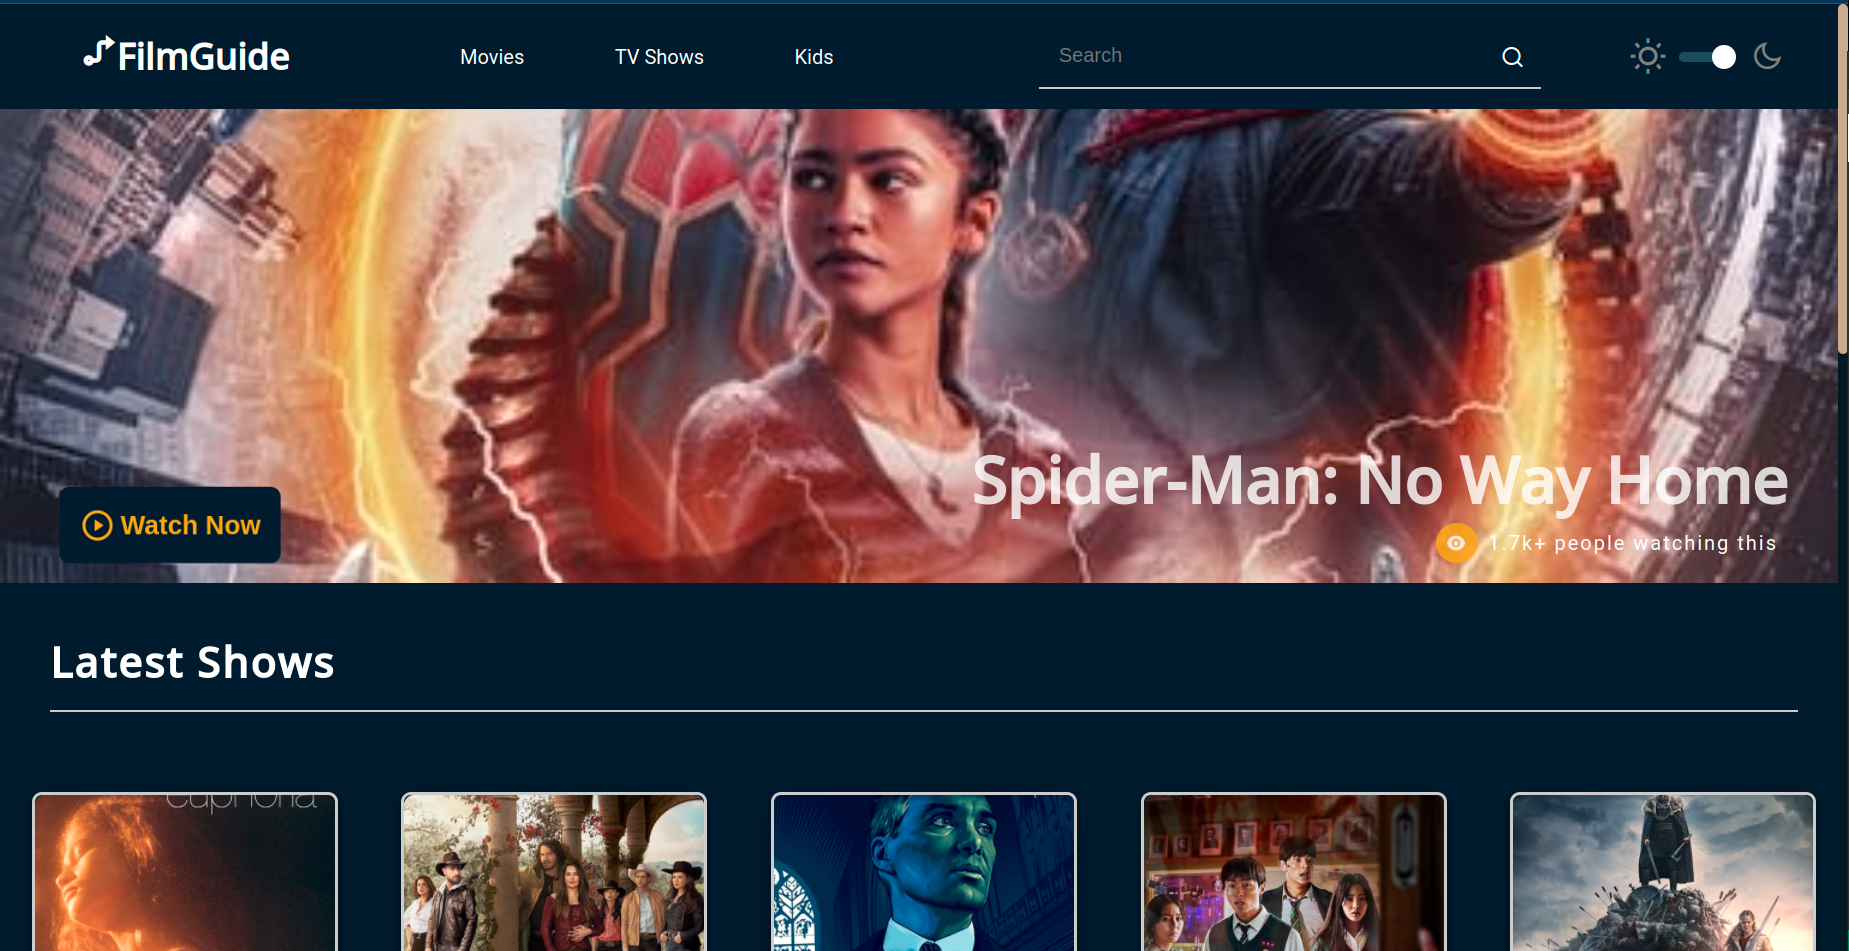 FilmGuide
Movies
TV Shows
Kids
Search
Spider-Man: No Way Home
Watch Now
1.7k+ people watching this
Latest Shows
euphoria